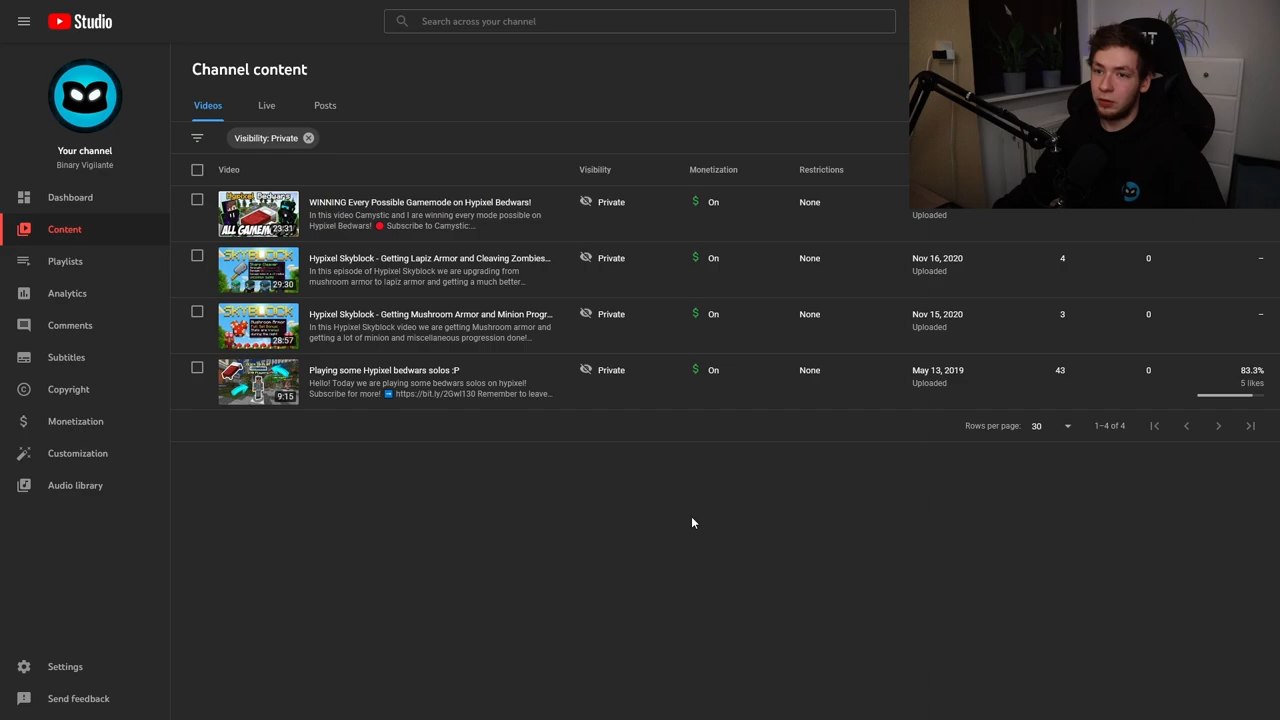 Studio
Search across your channel
Channel content
Videos Live Posts
Visibility: Private
Your channel
Binary Vigilante
Dashboard
Content
Playlists
Analytics
Comments
Subtitles
Copyright
Monetization
Customization
Audio library
Settings
Send feedback
Video Visibility Monetization Restrictions
Hypixel Bedwars
ALL GAMEM
23:31
WINNING Every Possible Gamemode on Hypixel Bedwars!
In this video Camystic and I are winning every mode possible on
Hypixel Bedwars! 🔴 Subscribe to Camystic:...
Private On None
Uploaded
SKYBLOCK
29:30
Hypixel Skyblock - Getting Lapiz Armor and Cleaving Zombies...
In this episode of Hypixel Skyblock we are upgrading from
mushroom armor to lapiz armor and getting a much better...
Private On None Nov 16, 2020 4 0 –
Uploaded
SKYBLOCK
28:57
Hypixel Skyblock - Getting Mushroom Armor and Minion Progr...
In this Hypixel Skyblock video we are getting Mushroom armor and
getting a lot of minion and miscellaneous progression done!...
Private On None Nov 15, 2020 3 0 –
Uploaded
9:15
Playing some Hypixel bedwars solos :P
Hello! Today we are playing some bedwars solos on hypixel!
Subscribe for more! ➡️ https://bit.ly/2Gwl130 Remember to leave...
Private On None May 13, 2019 43 0 83.3%
Uploaded 5 likes
Rows per page: 30 1–4 of 4